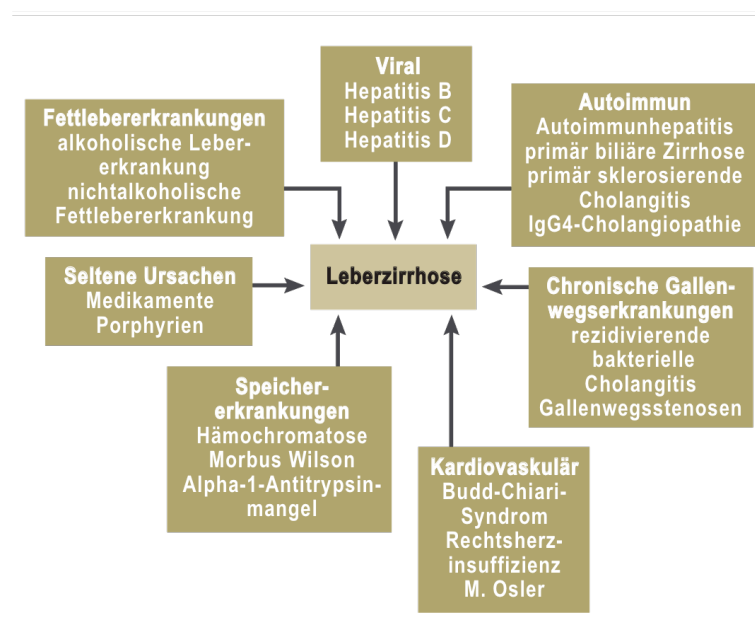 Viral
Hepatitis B
Hepatitis C
Hepatitis D
Fettlebererkrankungen
alkoholische Leber-
erkrankung
nichtalkoholische
Fettlebererkrankung
Autoimmun
Autoimmunhepatitis
primär biliäre Zirrhose
primär sklerosierende
Cholangitis
IgG4-Cholangiopathie
Leberzirrhose
Seltene Ursachen
Medikamente
Porphyrien
Chronische Gallen-
wegserkrankungen
rezidivierende
bakterielle
Cholangitis
Gallenwegsstenosen
Speicher-
erkrankungen
Hämochromatose
Morbus Wilson
Alpha-1-Antitrypsin-
mangel
Kardiovaskulär
Budd-Chiari-
Syndrom
Rechtsherz-
insuffizienz
M. Osler